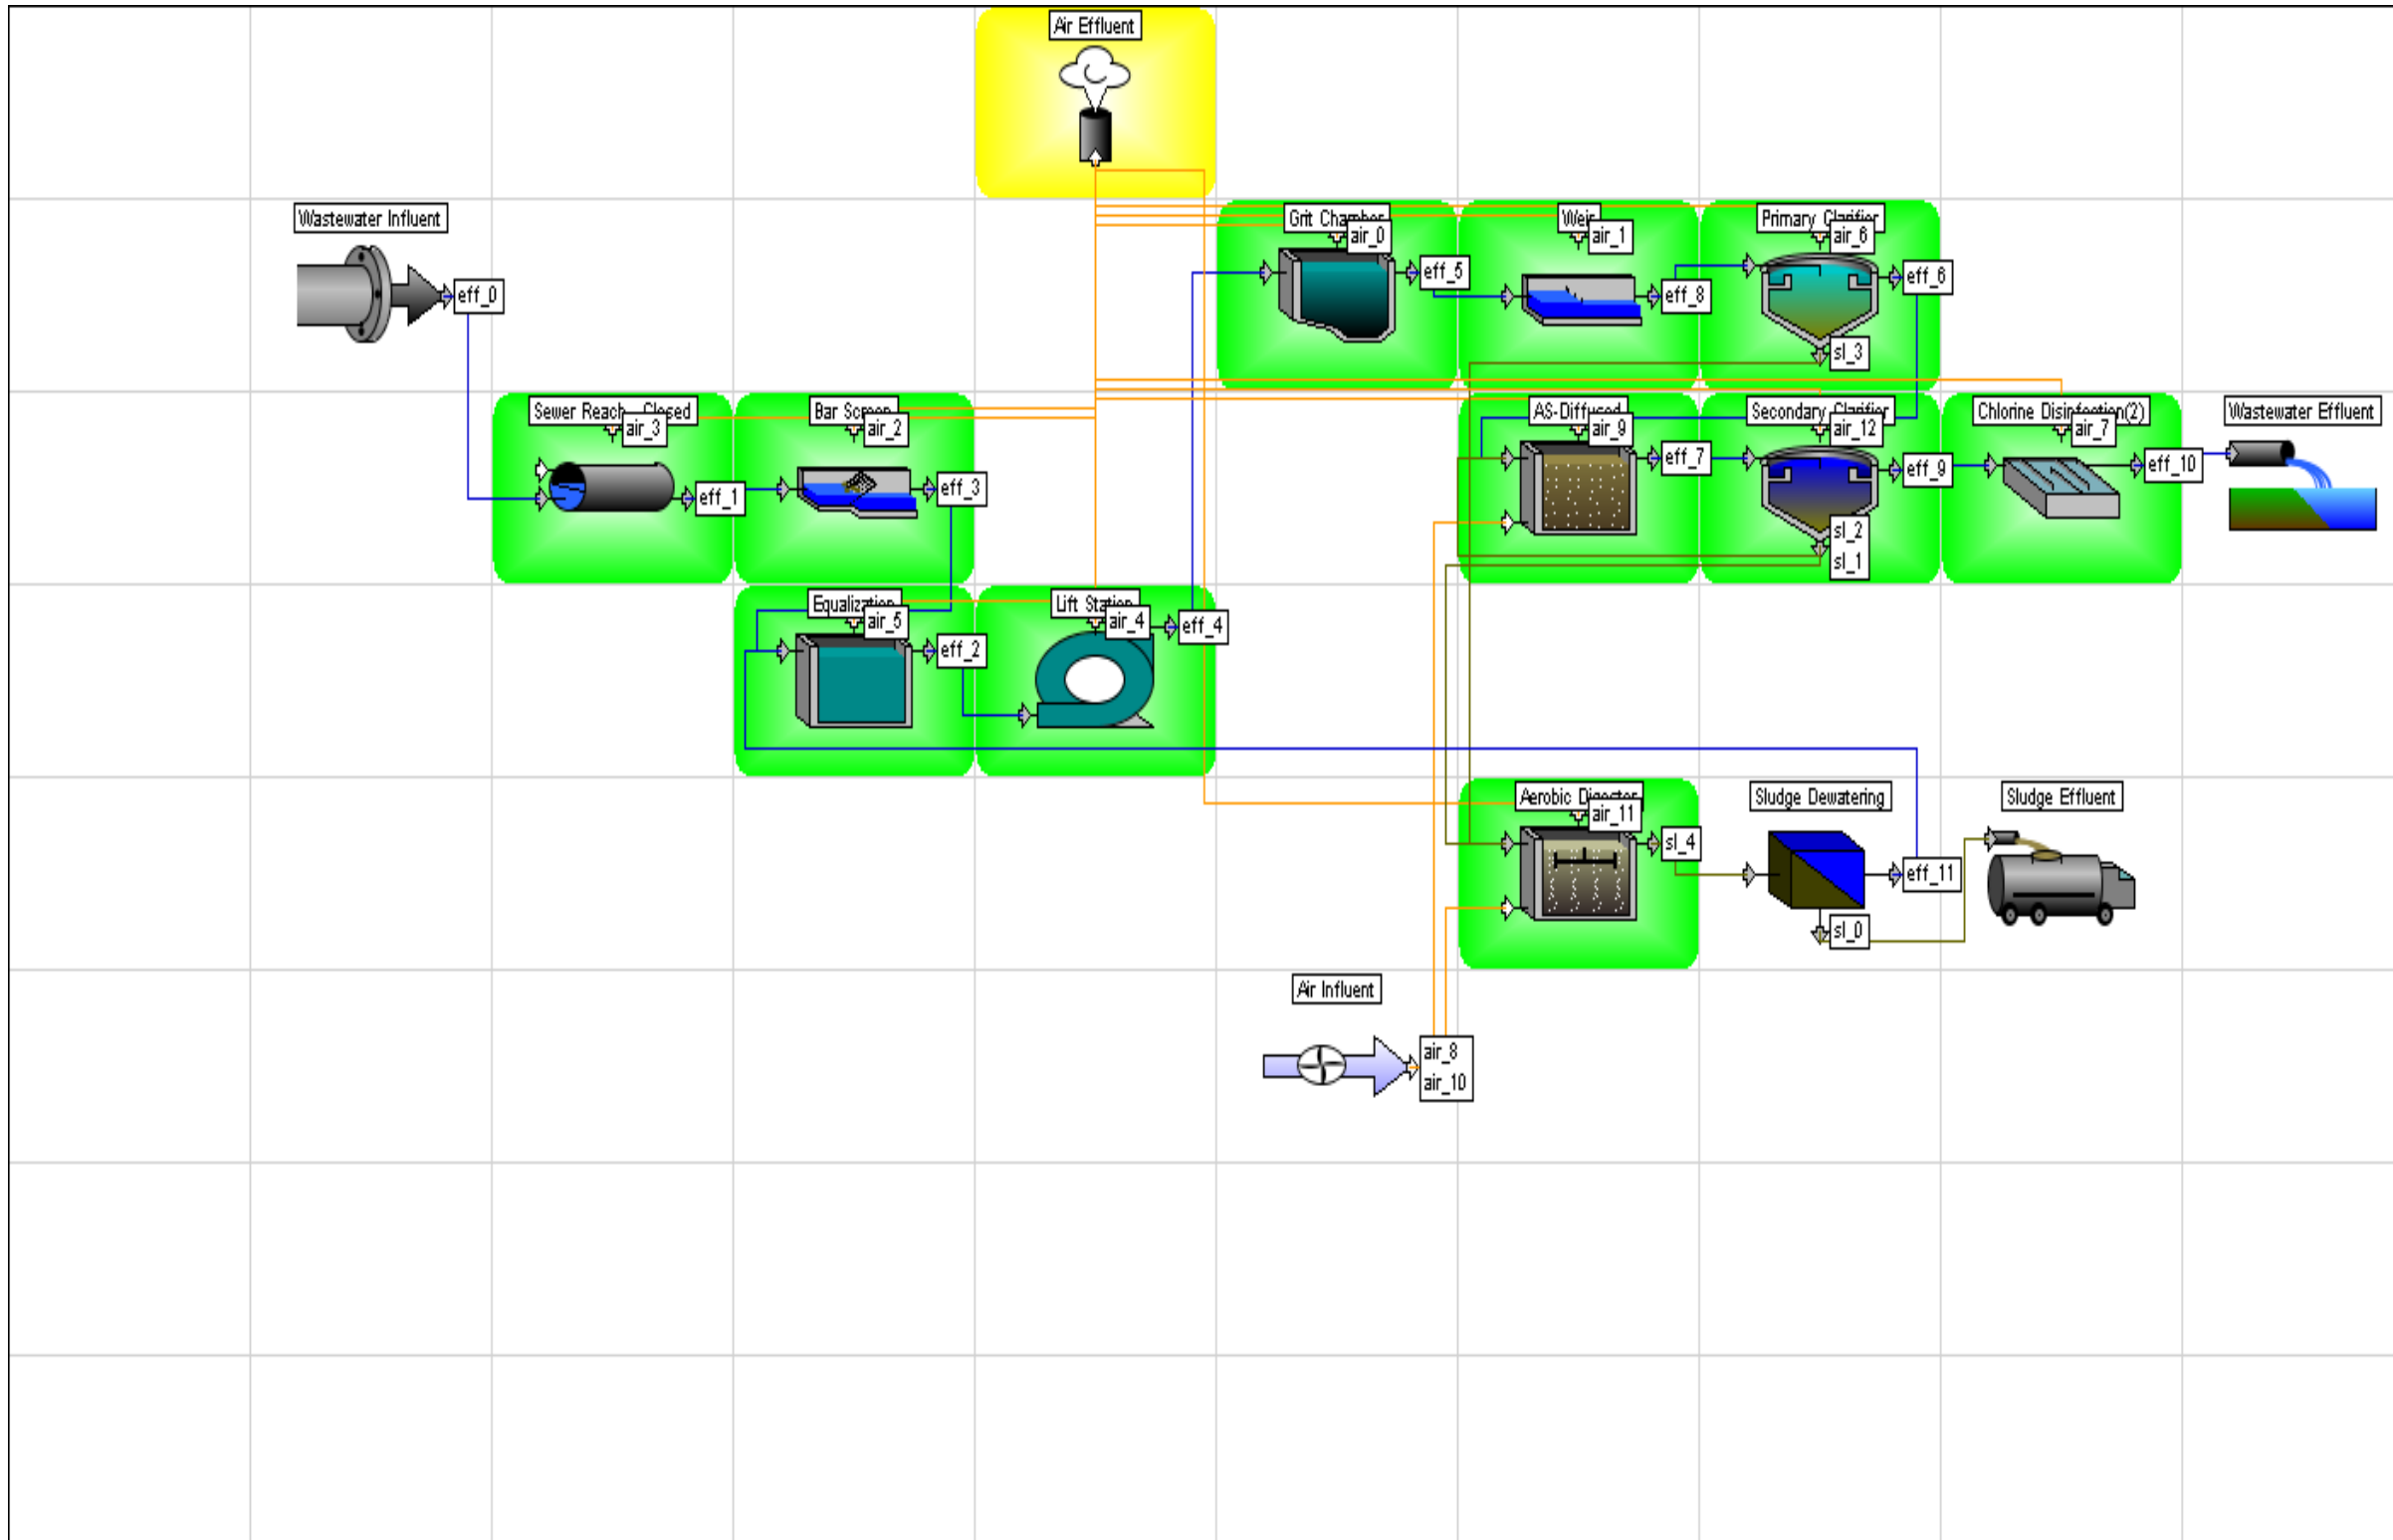 Air Effluent
Wastewater Influent
eff_0
Grit Chamber
air_0
eff_5
Weir
air_1
eff_8
Primary Clarifier
air_6
eff_6
sl_3
Sewer Reach - Closed
air_3
eff_1
Bar Screen
air_2
eff_3
AS-Diffused
air_9
eff_7
Secondary Clarifier
air_12
eff_9
sl_2
sl_1
Chlorine Disinfection(2)
air_7
eff_10
Wastewater Effluent
Equalization
air_5
eff_2
Lift Station
air_4
eff_4
Aerobic Digester
air_11
sl_4
Sludge Dewatering
eff_11
sl_0
Sludge Effluent
Air Influent
air_8
air_10